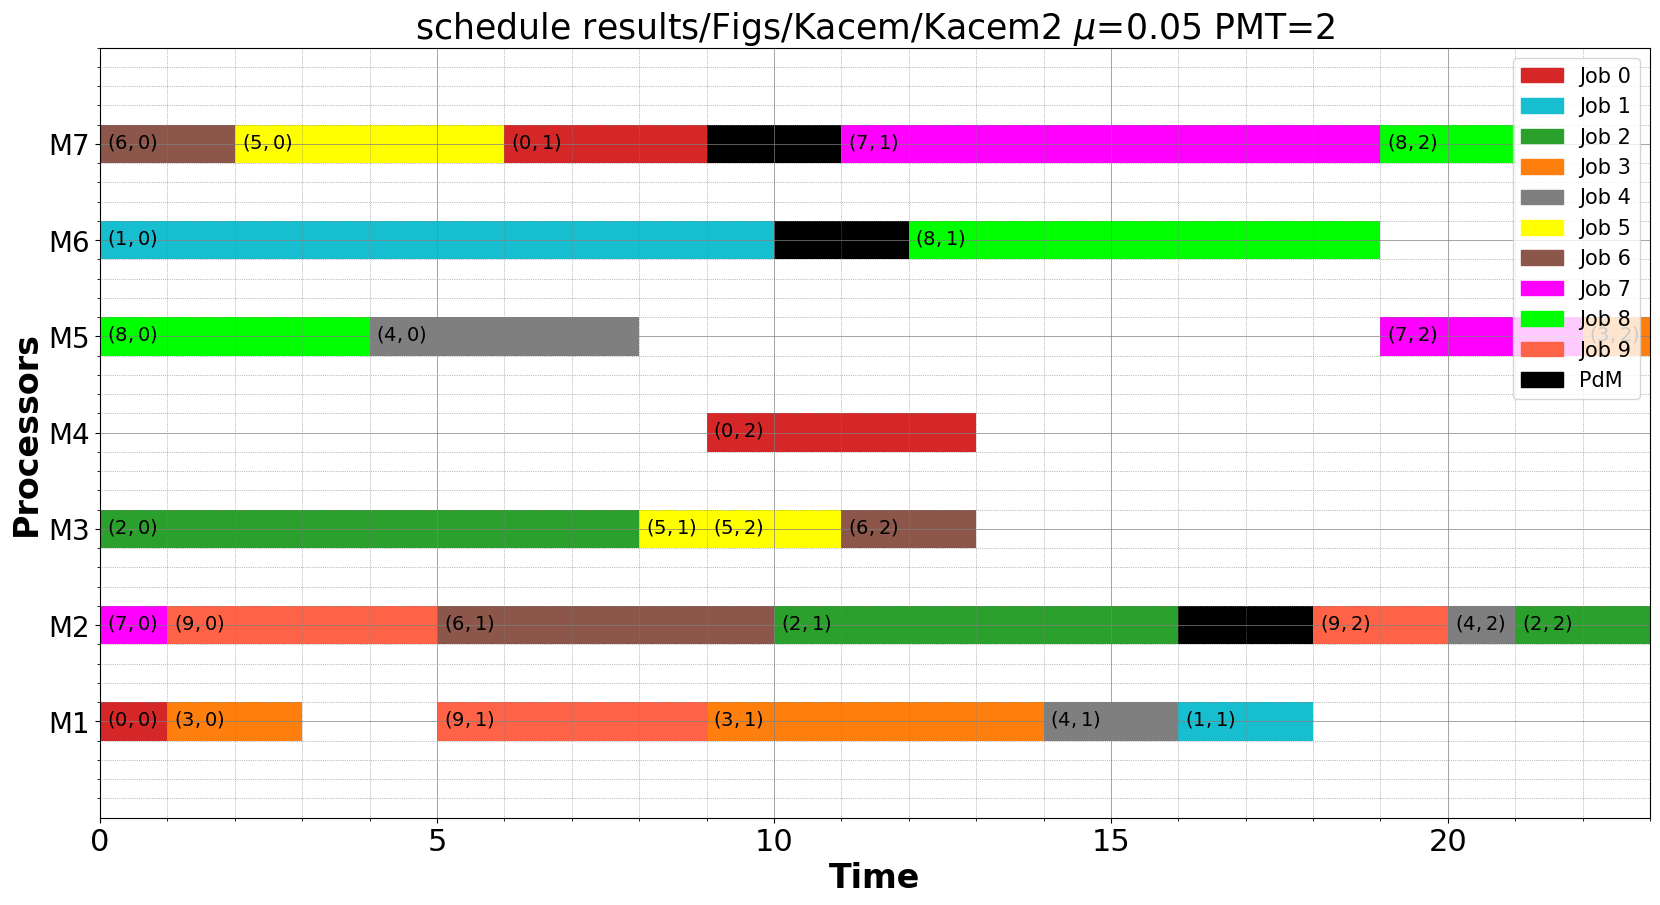 schedule results/Figs/Kacem/Kacem2 μ=0.05 PMT=2
Job 0
Job 1
Job 2
Job 3
Job 4
Job 5
Job 6
Job 7
Job 8
Job 9
PdM
M7 (6, 0) (5, 0) (0, 1) (7, 1) (8, 2)
M6 (1, 0) (8, 1)
M5 (8, 0) (4, 0) (7, 2) (3, 2)
M4 (0, 2)
M3 (2, 0) (5, 1) (5, 2) (6, 2)
M2 (7, 0) (9, 0) (6, 1) (2, 1) (9, 2) (4, 2) (2, 2)
M1 (0, 0) (3, 0) (9, 1) (3, 1) (4, 1) (1, 1)
Processors
0 5 10 15 20
Time